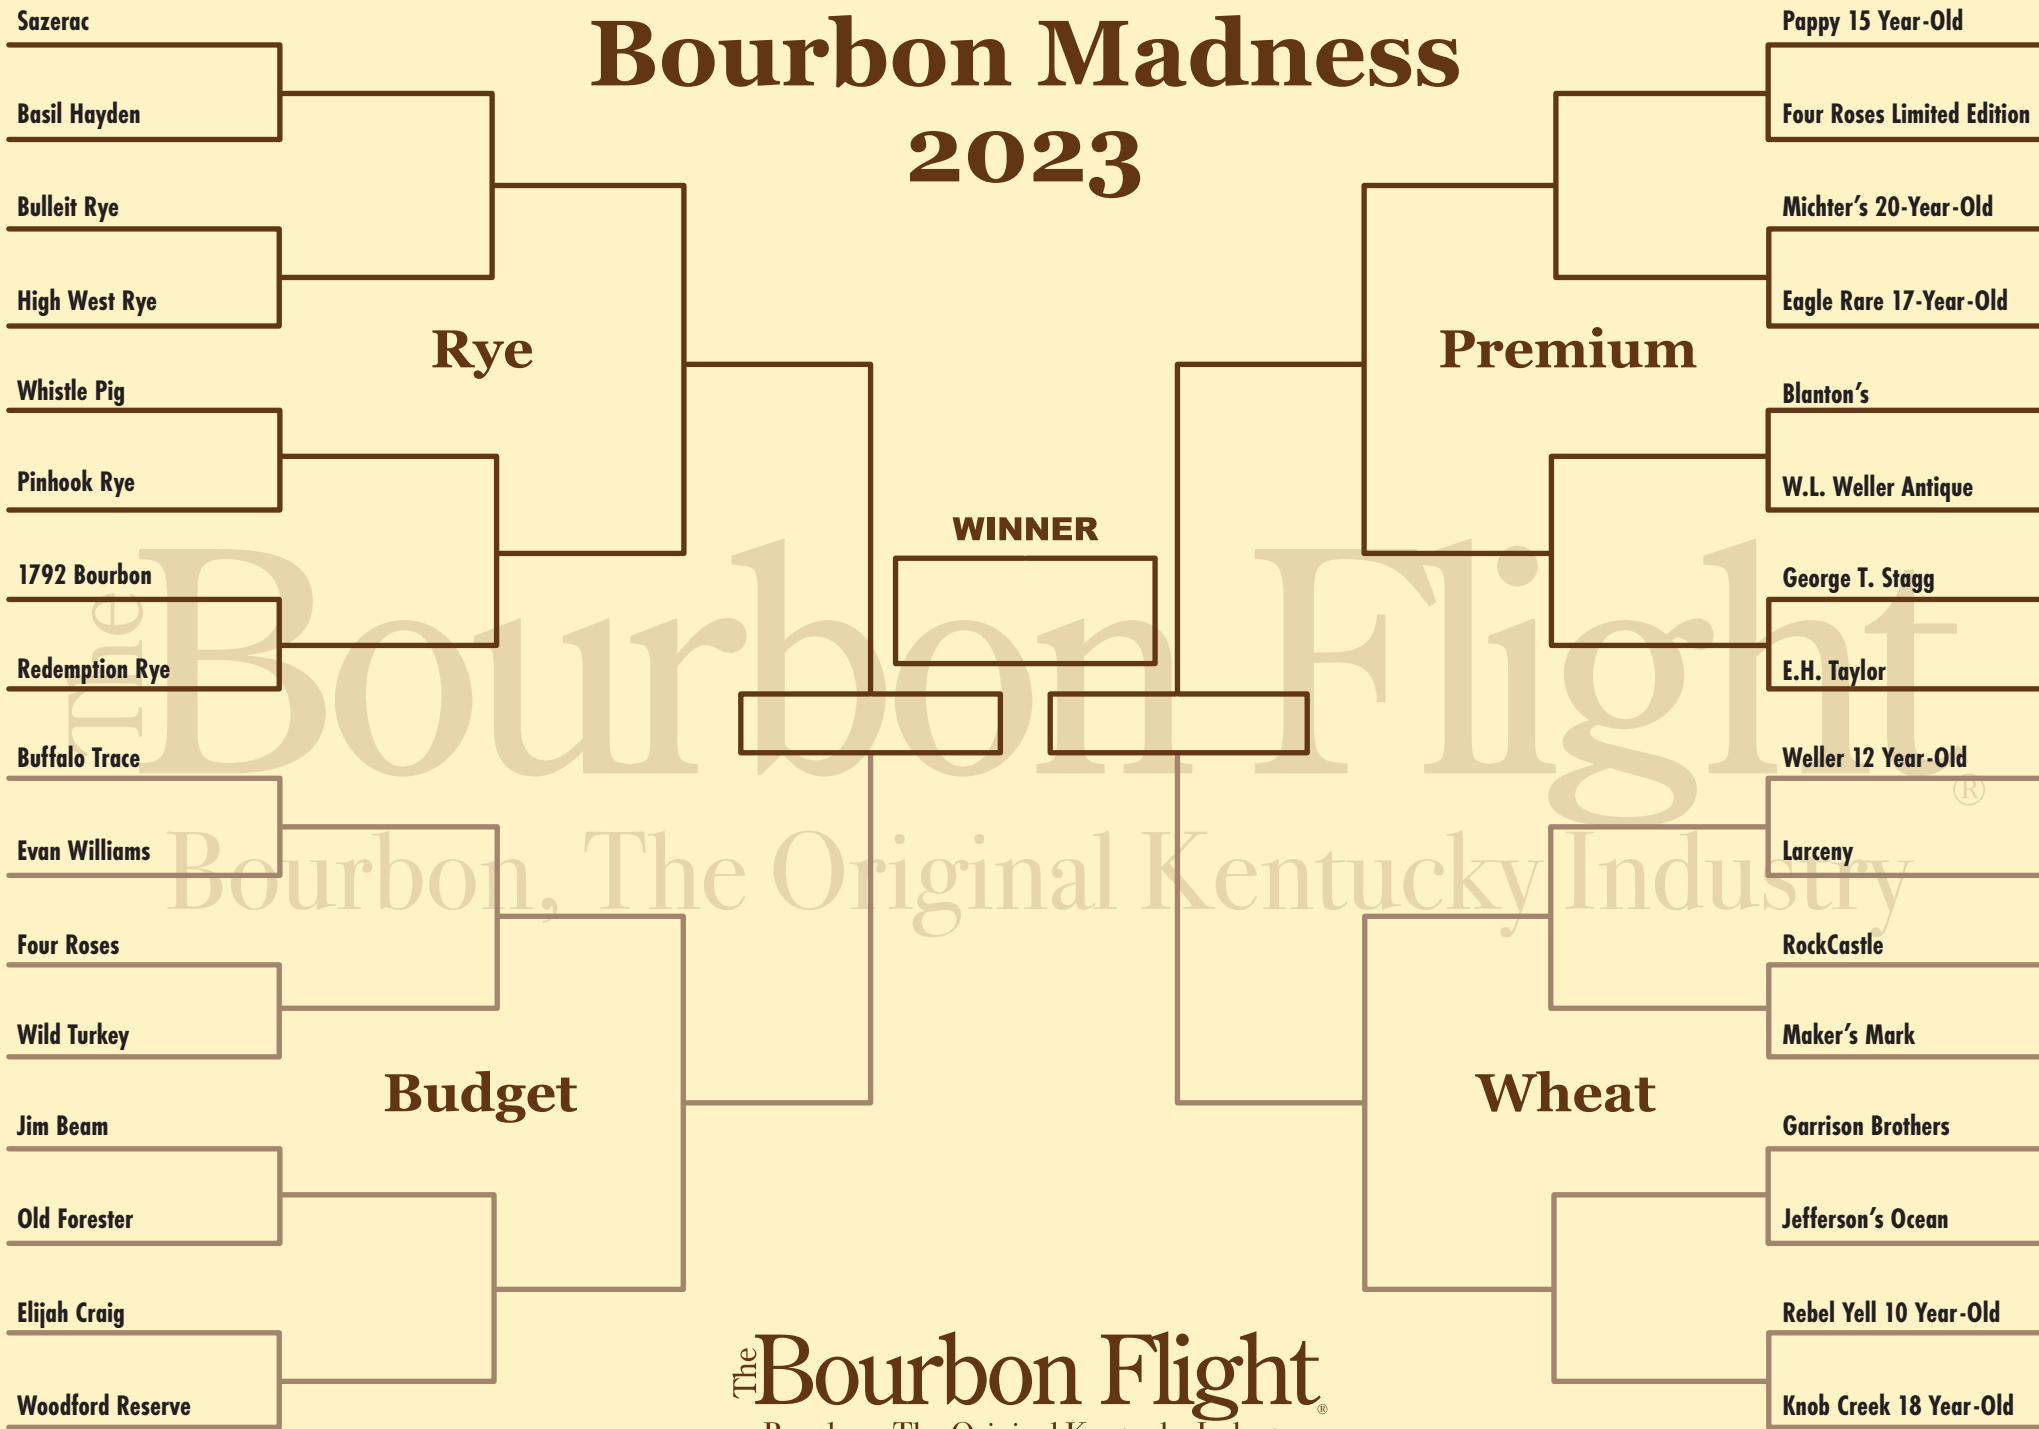 Bourbon Madness
2023
Sazerac
Basil Hayden
Bulleit Rye
High West Rye
Rye
Whistle Pig
Pinhook Rye
1792 Bourbon
Redemption Rye
Buffalo Trace
Evan Williams
Four Roses
Wild Turkey
Budget
Jim Beam
Old Forester
Elijah Craig
Woodford Reserve
WINNER
Pappy 15 Year-Old
Four Roses Limited Edition
Michter's 20-Year-Old
Eagle Rare 17-Year-Old
Premium
Blanton's
W.L. Weller Antique
George T. Stagg
E.H. Taylor
Weller 12 Year-Old
Larceny
RockCastle
Maker's Mark
Wheat
Garrison Brothers
Jefferson's Ocean
Rebel Yell 10 Year-Old
Knob Creek 18 Year-Old
The Bourbon Flight®
Bourbon, The Original Kentucky Industry
The Bourbon Flight®